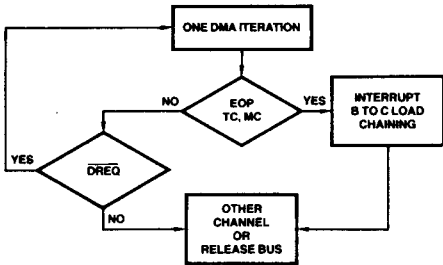 ONE DMA ITERATION
NO
EOP
TC, MC
YES
INTERRUPT
B TO C LOAD
CHAINING
YES
DREQ
NO
OTHER
CHANNEL
OR
RELEASE BUS